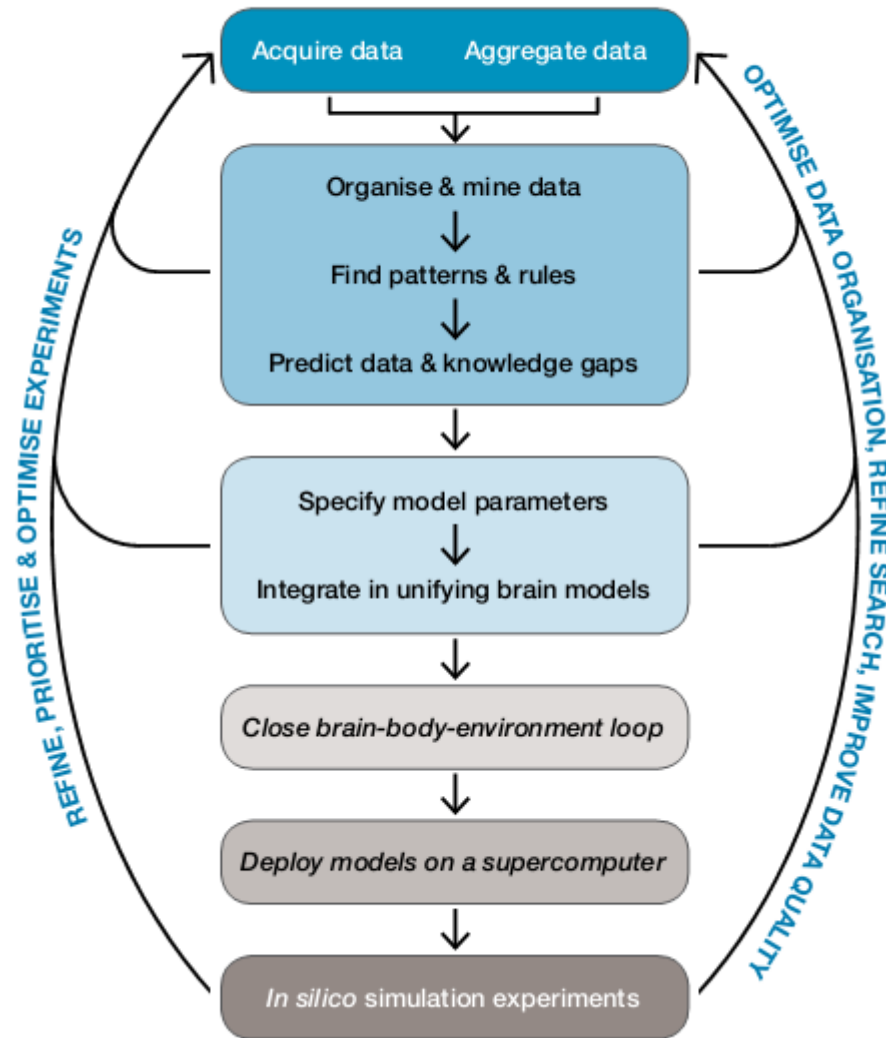 Acquire data
Aggregate data
Organise & mine data
Find patterns & rules
Predict data & knowledge gaps
Specify model parameters
Integrate in unifying brain models
Close brain-body-environment loop
Deploy models on a supercomputer
In silico simulation experiments
REFINE, PRIORITISE & OPTIMISE EXPERIMENTS
OPTIMISE DATA ORGANISATION, REFINE SEARCH, IMPROVE DATA QUALITY